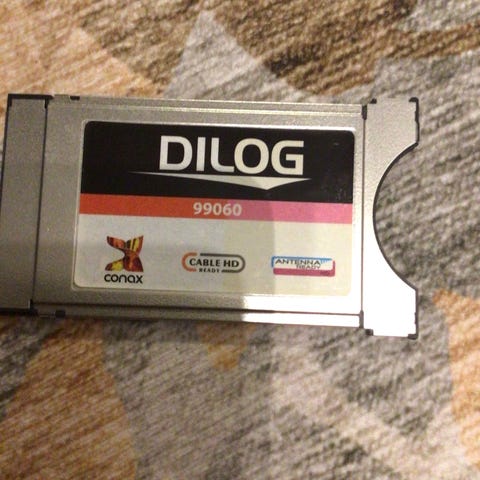 DILOG
99060
conax
CABLE HD
READY
ANTENNA
READY